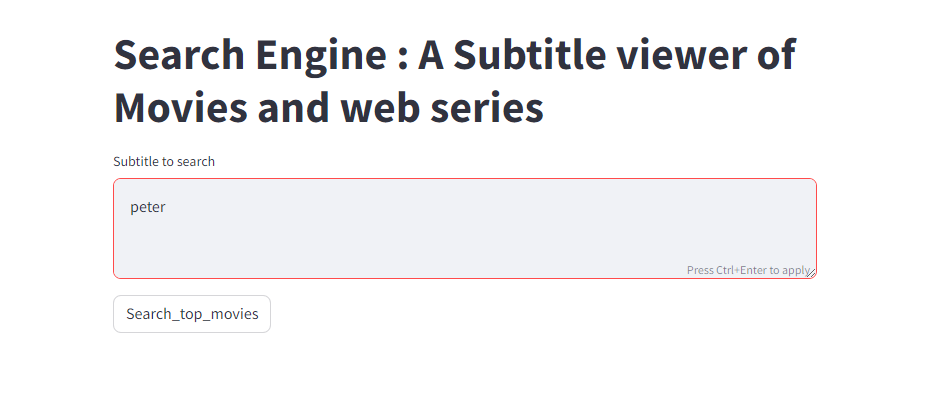 Search Engine : A Subtitle viewer of
Movies and web series
Subtitle to search
peter
Press Ctrl+Enter to apply
Search_top_movies